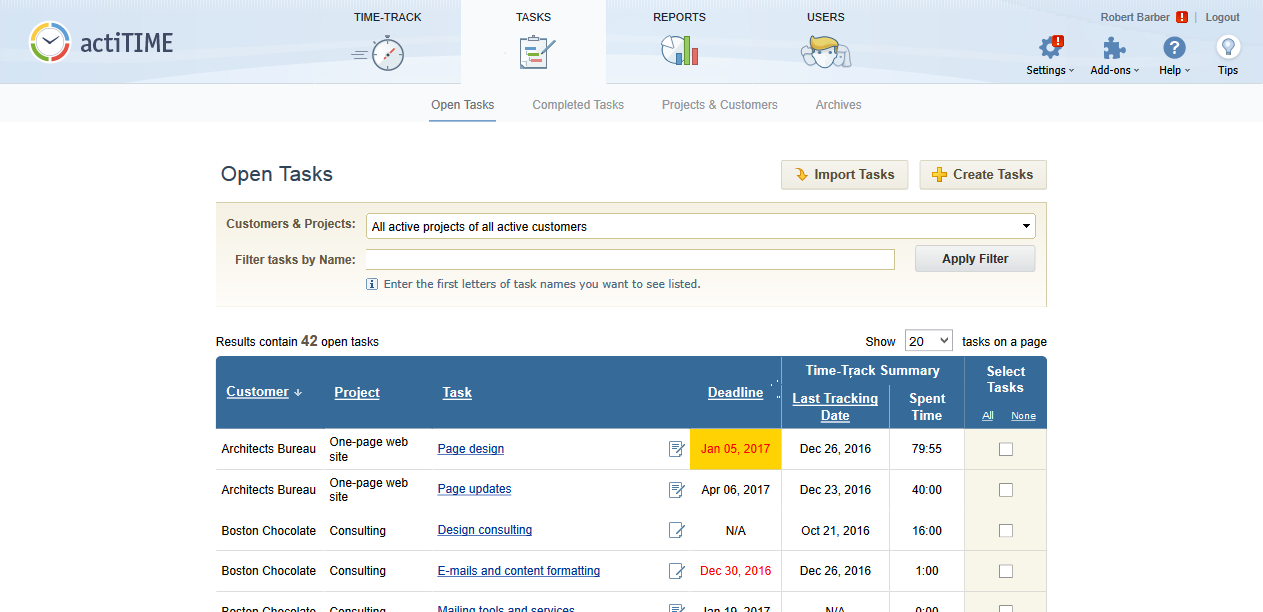 TIME-TRACK TASKS REPORTS USERS Robert Barber ! | Logout
actiTIME
Settings Add-ons Help Tips
Open Tasks Completed Tasks Projects & Customers Archives
Open Tasks Import Tasks Create Tasks
Customers & Projects: All active projects of all active customers
Filter tasks by Name: Apply Filter
Enter the first letters of task names you want to see listed.
Results contain 42 open tasks Show 20 tasks on a page
Time-Track Summary Select Tasks
Customer ↓ Project Task Deadline Last Tracking Date Spent Time All None
Architects Bureau One-page web site Page design Jan 05, 2017 Dec 26, 2016 79:55
Architects Bureau One-page web site Page updates Apr 06, 2017 Dec 23, 2016 40:00
Boston Chocolate Consulting Design consulting N/A Oct 21, 2016 16:00
Boston Chocolate Consulting E-mails and content formatting Dec 30, 2016 Dec 26, 2016 1:00
Boston Chocolate Consulting Mailing tools and services Jan 19, 2017 N/A 0:00